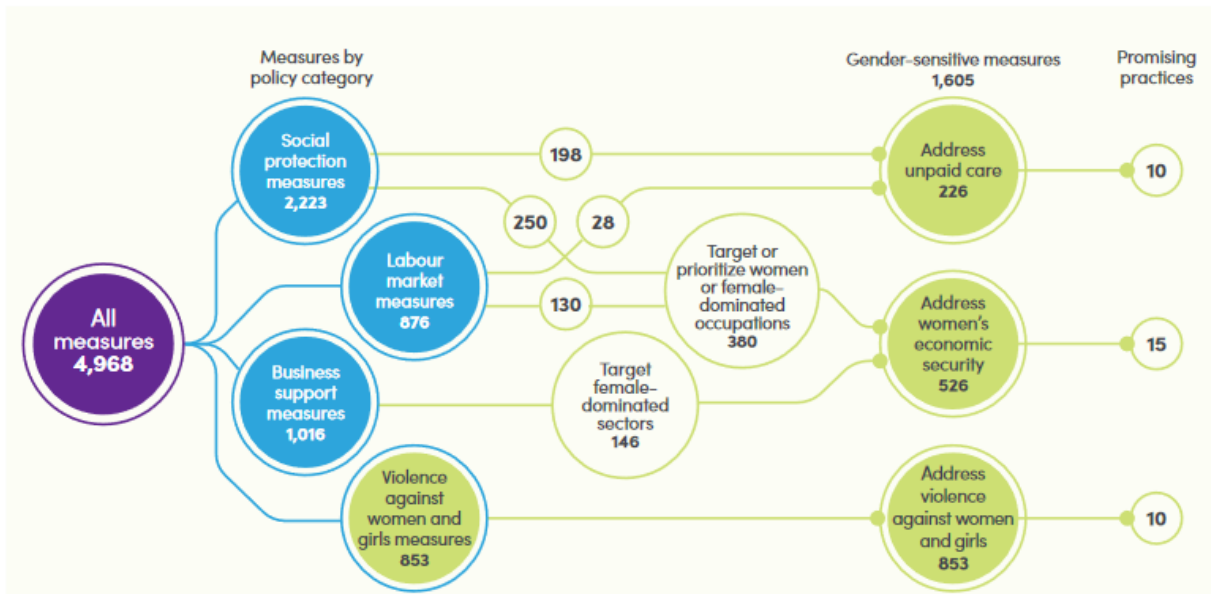 Measures by
policy category
Gender-sensitive measures
1,605
Promising
practices
All
measures
4,968
Social
protection
measures
2,223
Labour
market
measures
876
Business
support
measures
1,016
Violence
against
women and
girls measures
853
198
250
28
130
Target or
prioritize women
or female-
dominated
occupations
380
Target
female-
dominated
sectors
146
Address
unpaid care
226
Address
women's
economic
security
526
Address
violence
against women
and girls
853
10
15
10